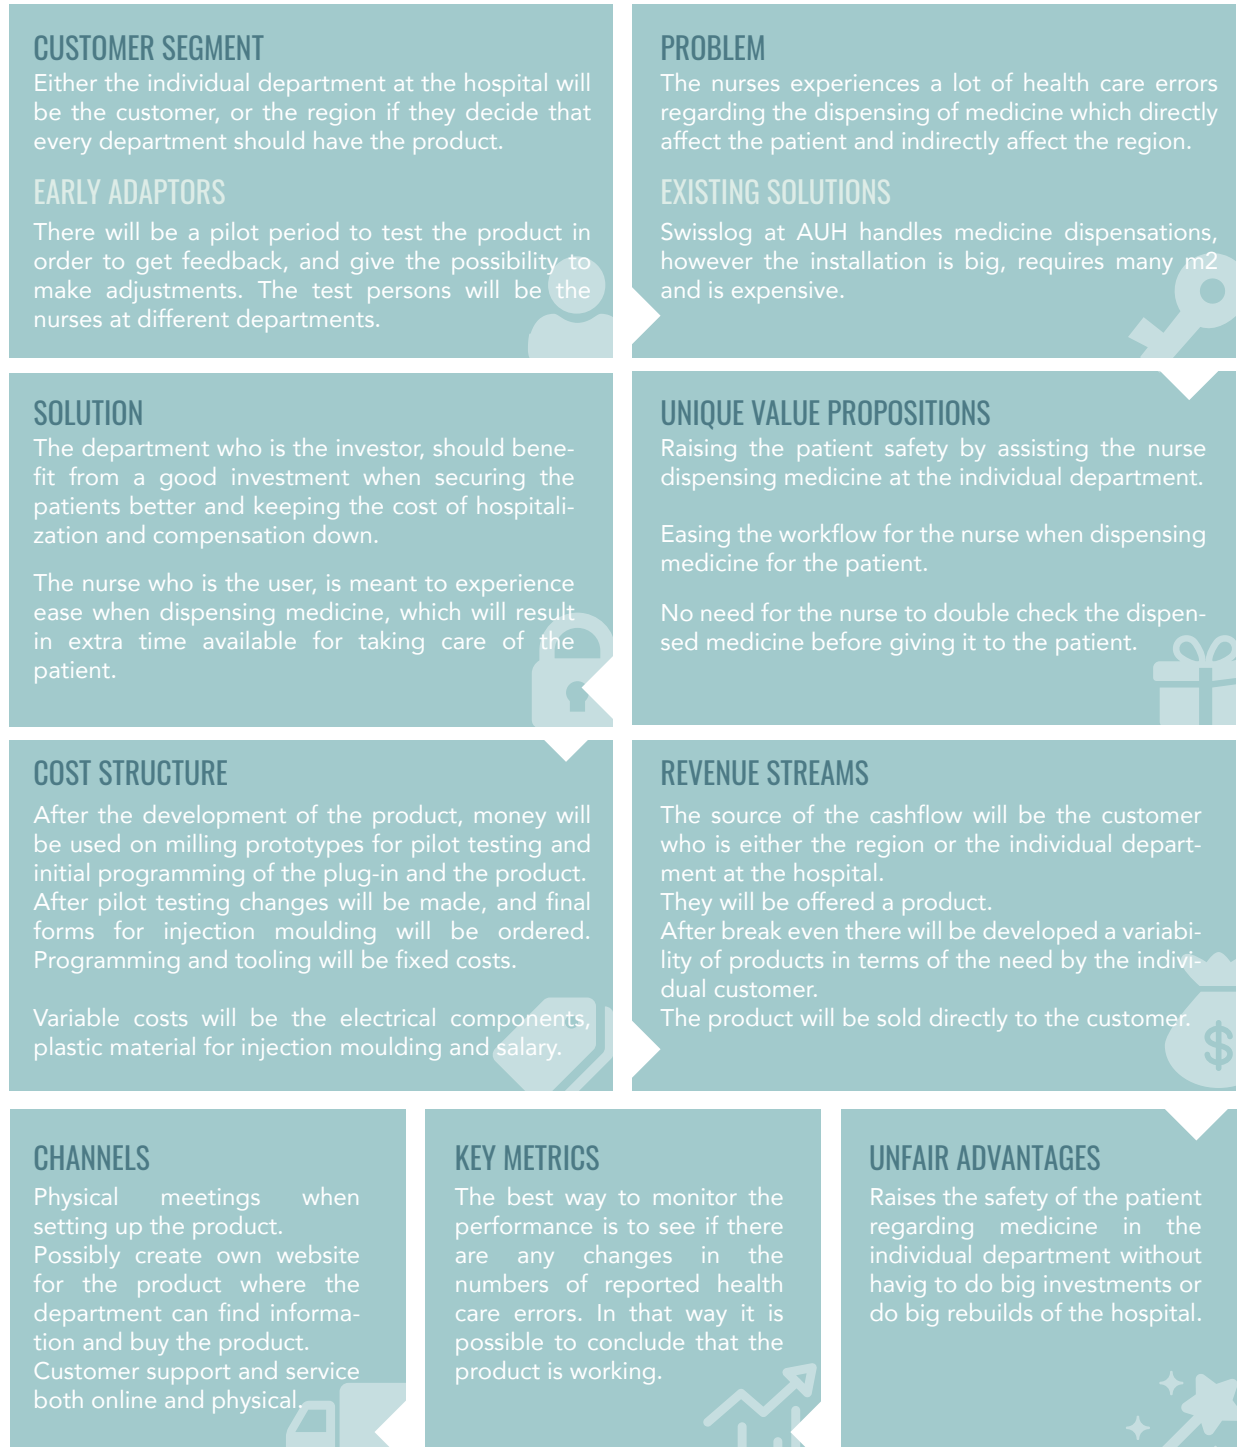 CUSTOMER SEGMENT
Either the individual department at the hospital will
be the customer, or the region if they decide that
every department should have the product.
EARLY ADAPTORS
There will be a pilot period to test the product in
order to get feedback, and give the possibility to
make adjustments. The test persons will be the
nurses at different departments.
PROBLEM
The nurses experiences a lot of health care errors
regarding the dispensing of medicine which directly
affect the patient and indirectly affect the region.
EXISTING SOLUTIONS
Swisslog at AUH handles medicine dispensations,
however the installation is big, requires many m2
and is expensive.
SOLUTION
The department who is the investor, should bene-
fit from a good investment when securing the
patients better and keeping the cost of hospitali-
zation and compensation down.
The nurse who is the user, is meant to experience
ease when dispensing medicine, which will result
in extra time available for taking care of the
patient.
UNIQUE VALUE PROPOSITIONS
Raising the patient safety by assisting the nurse
dispensing medicine at the individual department.
Easing the workflow for the nurse when dispensing
medicine for the patient.
No need for the nurse to double check the dispen-
sed medicine before giving it to the patient.
COST STRUCTURE
After the development of the product, money will
be used on milling prototypes for pilot testing and
initial programming of the plug-in and the product.
After pilot testing changes will be made, and final
forms for injection moulding will be ordered.
Programming and tooling will be fixed costs.
Variable costs will be the electrical components,
plastic material for injection moulding and salary.
REVENUE STREAMS
The source of the cashflow will be the customer
who is either the region or the individual depart-
ment at the hospital.
They will be offered a product.
After break even there will be developed a variabi-
lity of products in terms of the need by the indivi-
dual customer.
The product will be sold directly to the customer.
$
CHANNELS
Physical meetings when
setting up the product.
Possibly create own website
for the product where the
department can find informa-
tion and buy the product.
Customer support and service
both online and physical.
KEY METRICS
The best way to monitor the
performance is to see if there
are any changes in the
numbers of reported health
care errors. In that way it is
possible to conclude that the
product is working.
UNFAIR ADVANTAGES
Raises the safety of the patient
regarding medicine in the
individual department without
havig to do big investments or
do big rebuilds of the hospital.